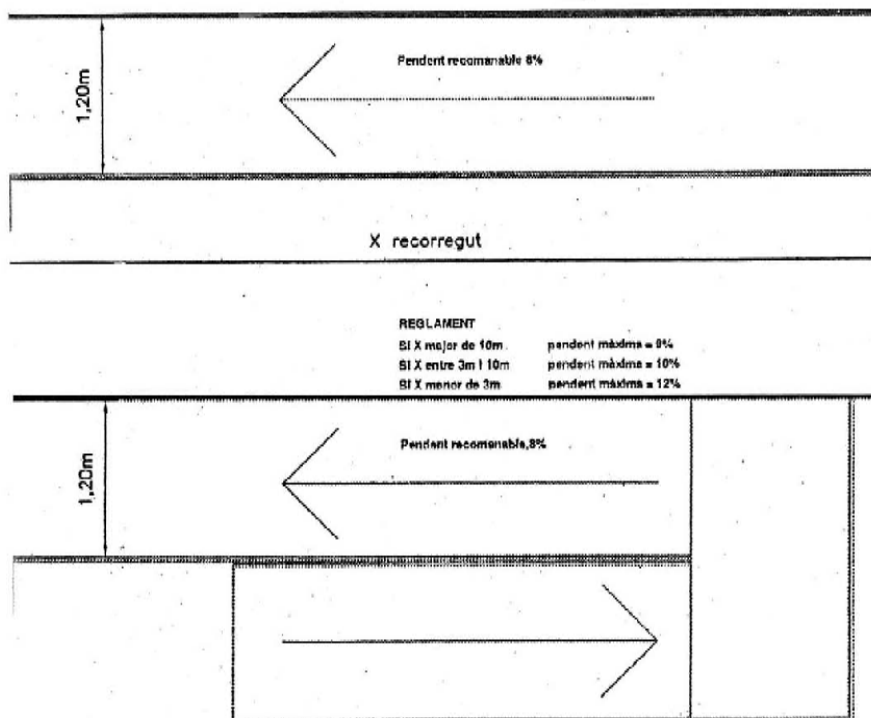 1,20m
Pendent recomanable 8%
X recorregut
REGLAMENT
SI X major de 10m pendent màxima = 8%
SI X entre 3m i 10m pendent màxima = 10%
SI X menor de 3m pendent màxima = 12%
1,20m
Pendent recomenable,8%